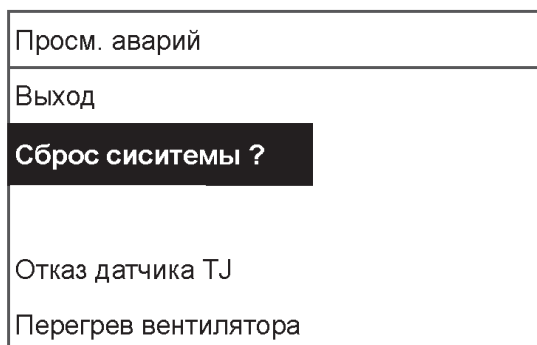 Просм. аварий
Выход
Сброс сиситемы ?
Отказ датчика TJ
Перегрев вентилятора